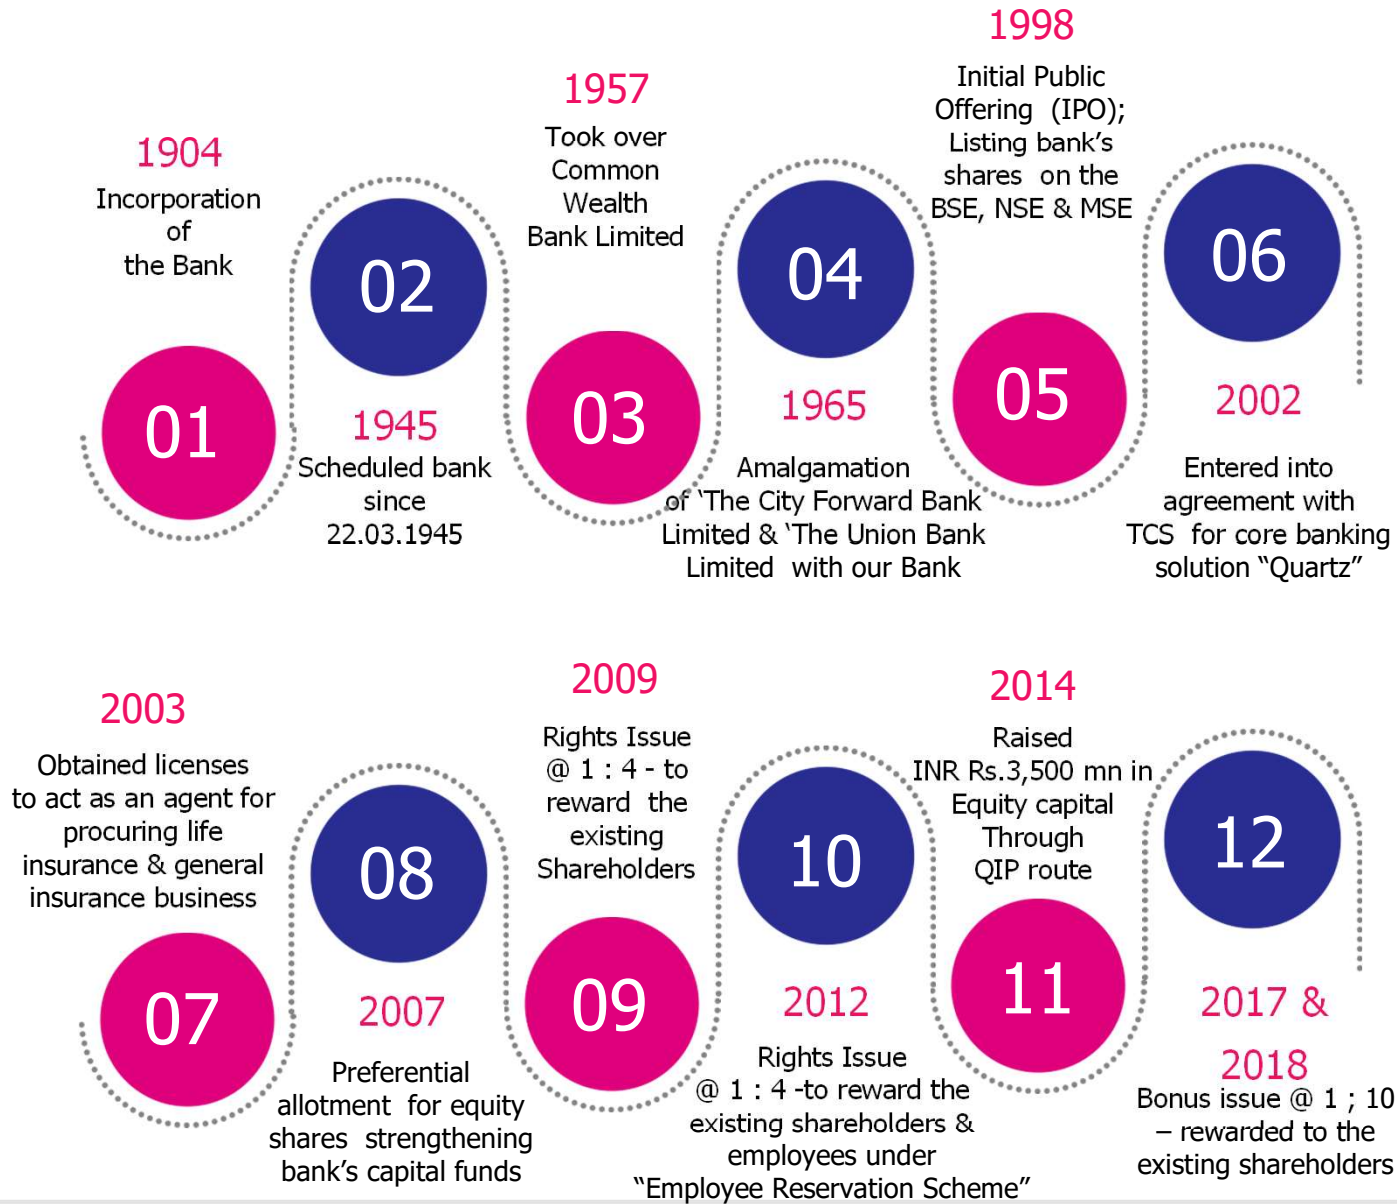 1904
Incorporation
of
the Bank
01
02
1945
Scheduled bank
since
22.03.1945
1957
Took over
Common
Wealth
Bank Limited
03
04
1965
Amalgamation
of ‘The City Forward Bank
Limited & ‘The Union Bank
Limited with our Bank
1998
Initial Public
Offering (IPO);
Listing bank’s
shares on the
BSE, NSE & MSE
05
06
2002
Entered into
agreement with
TCS for core banking
solution “Quartz”
2003
Obtained licenses
to act as an agent for
procuring life
insurance & general
insurance business
07
08
2007
Preferential
allotment for equity
shares strengthening
bank’s capital funds
2009
Rights Issue
@ 1 : 4 - to
reward the
existing
Shareholders
09
10
2012
Rights Issue
@ 1 : 4 -to reward the
existing shareholders &
employees under
“Employee Reservation Scheme”
2014
Raised
INR Rs.3,500 mn in
Equity capital
Through
QIP route
11
12
2017 &
2018
Bonus issue @ 1 ; 10
– rewarded to the
existing shareholders